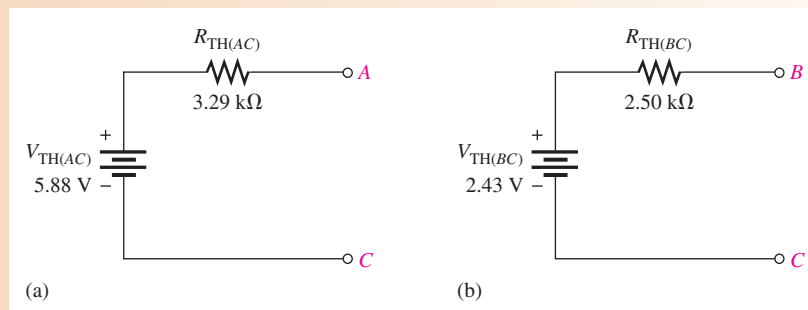 R_TH(AC)
3.29 kΩ
A
+
V_TH(AC)
5.88 V
−
C
(a)
R_TH(BC)
2.50 kΩ
B
+
V_TH(BC)
2.43 V
−
C
(b)